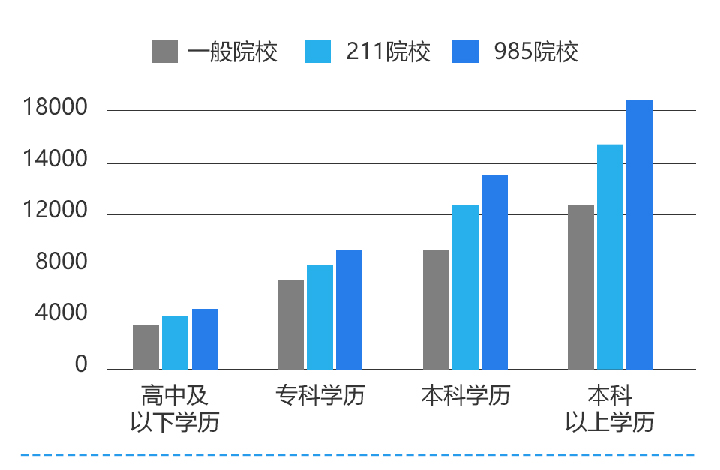 一般院校 211院校 985院校
18000
14000
12000
8000
4000
0
高中及
以下学历
专科学历
本科学历
本科
以上学历